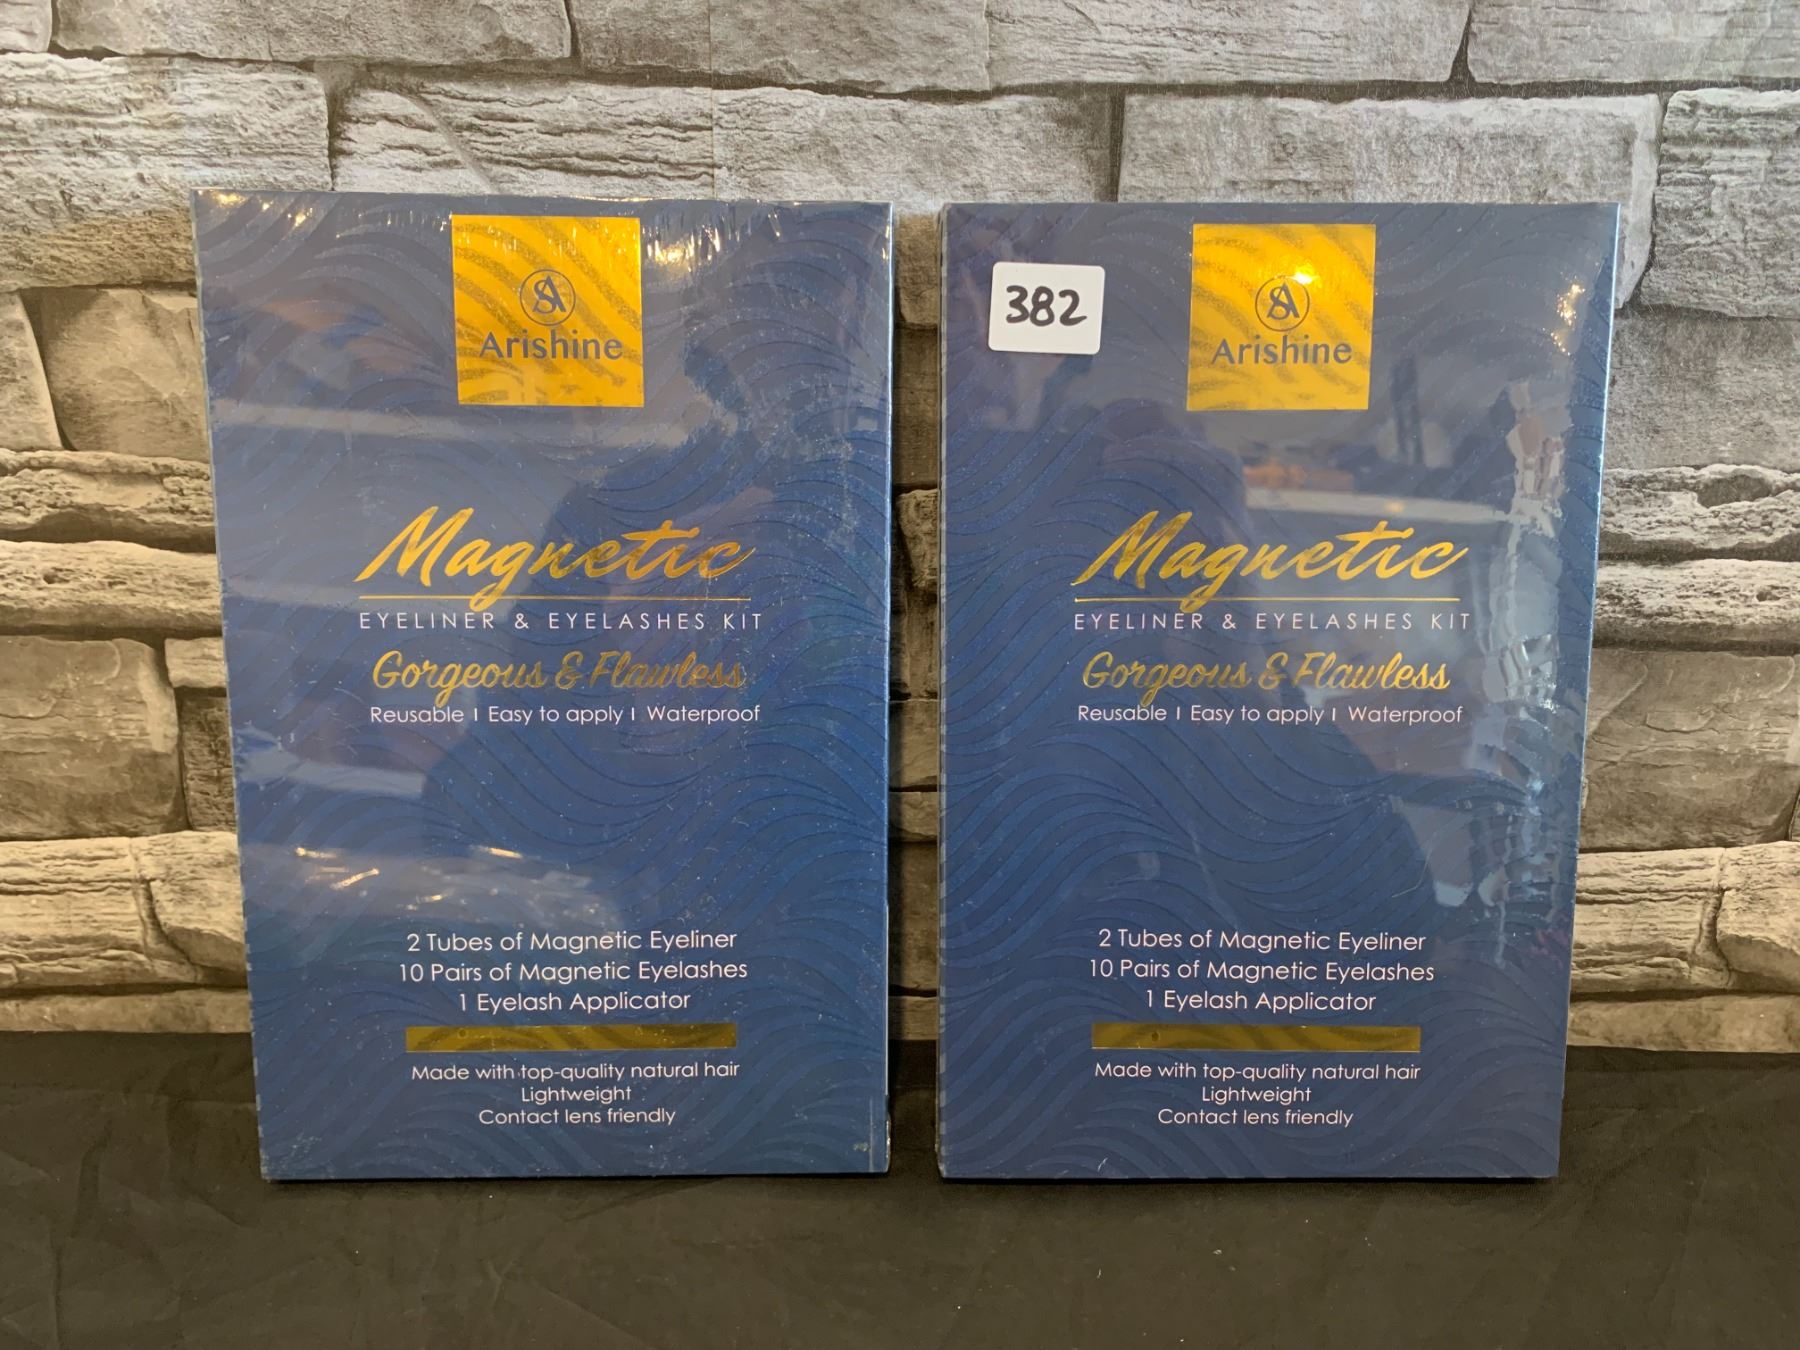 SA
Arishine
Magnetic
EYELINER & EYELASHES KIT
Gorgeous & Flawless
Reusable | Easy to apply | Waterproof
2 Tubes of Magnetic Eyeliner
10 Pairs of Magnetic Eyelashes
1 Eyelash Applicator
Made with top-quality natural hair
Lightweight
Contact lens friendly
382
SA
Arishine
Magnetic
EYELINER & EYELASHES KIT
Gorgeous & Flawless
Reusable | Easy to apply | Waterproof
2 Tubes of Magnetic Eyeliner
10 Pairs of Magnetic Eyelashes
1 Eyelash Applicator
Made with top-quality natural hair
Lightweight
Contact lens friendly